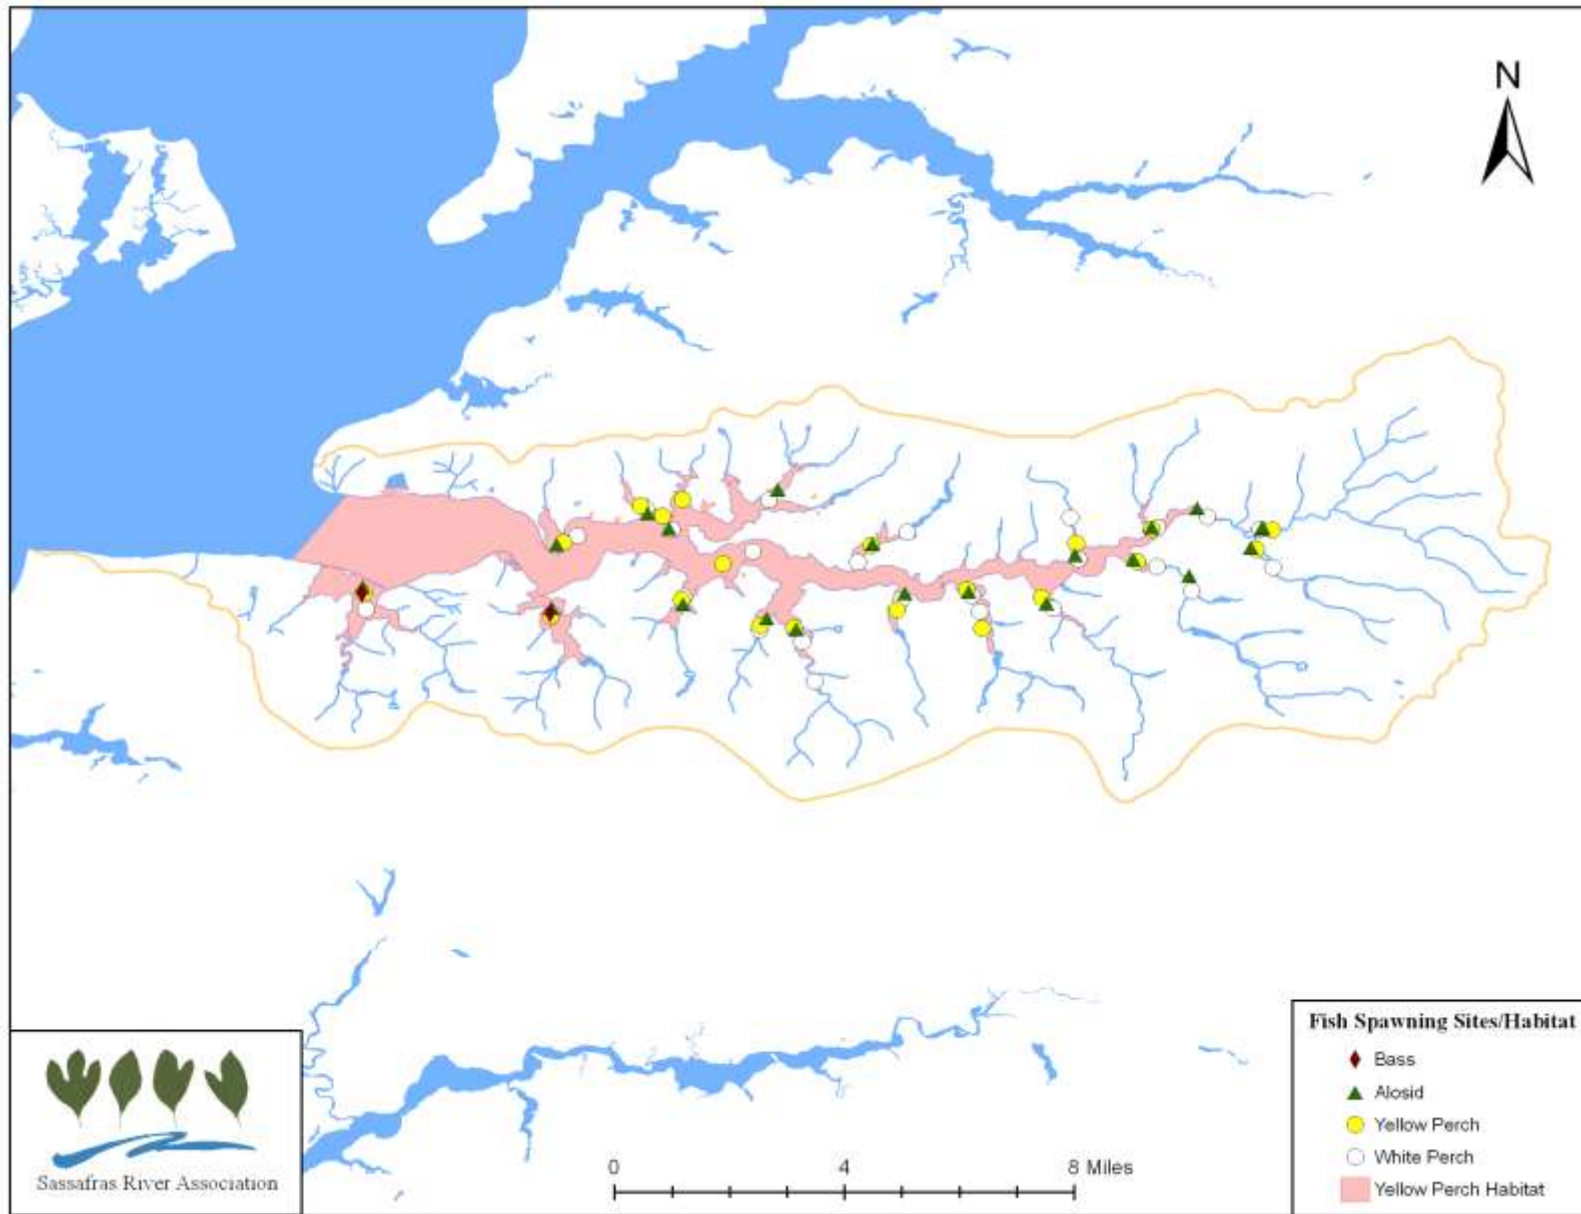 N
Fish Spawning Sites/Habitat
Bass
Alosid
Yellow Perch
White Perch
Yellow Perch Habitat
0 4 8 Miles
Sassafras River Association